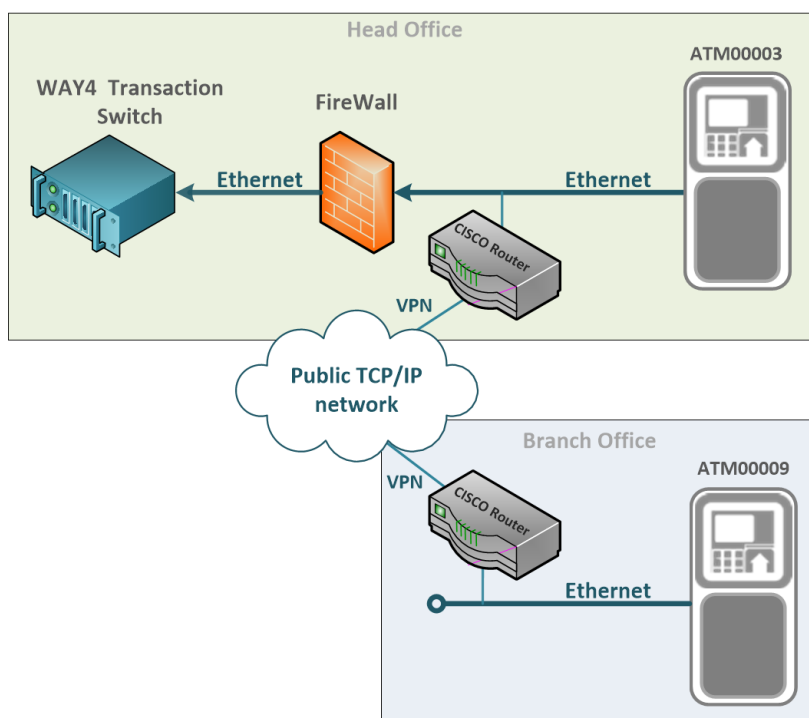 Head Office
ATM00003
WAY4 Transaction
Switch
FireWall
Ethernet
Ethernet
CISCO Router
VPN
Public TCP/IP
network
Branch Office
ATM00009
VPN
CISCO Router
Ethernet